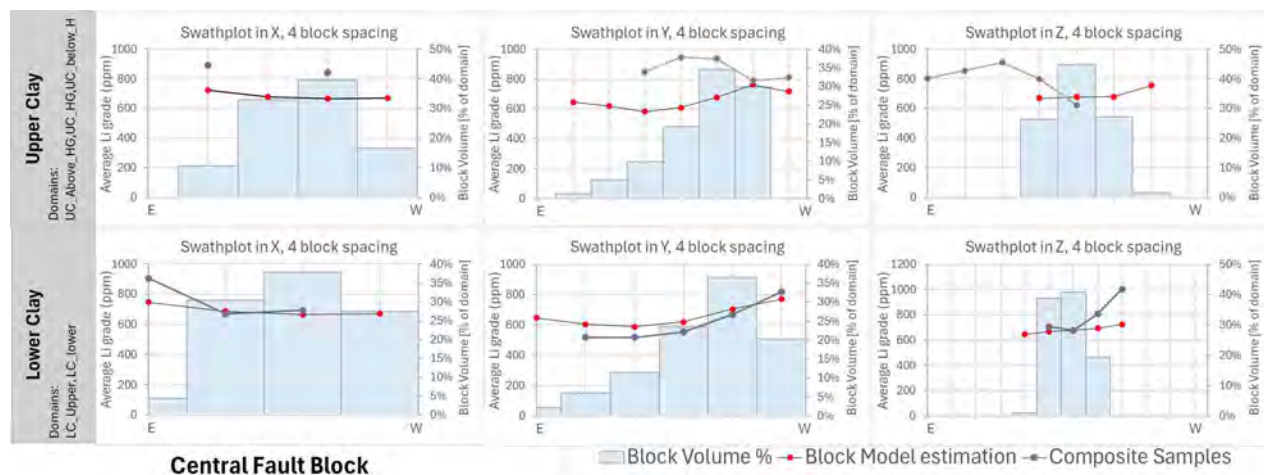 Upper Clay
Domains:
UC_Above_HG,UC_HG,UC_below_H
Swathplot in X, 4 block spacing
Average Li grade (ppm)
1000
800
600
400
200
0
50%
40%
30%
20%
10%
0%
Block Volume [% of domain]
E
W
Swathplot in Y, 4 block spacing
Average Li grade (ppm)
1000
800
600
400
200
0
40%
35%
30%
25%
20%
15%
10%
5%
0%
Block Volume [% of domain]
E
W
Swathplot in Z, 4 block spacing
Average Li grade (ppm)
1000
800
600
400
200
0
50%
40%
30%
20%
10%
0%
Block Volume [% of domain]
E
W
Lower Clay
Domains:
LC_Upper,LC_lower
Swathplot in X, 4 block spacing
Average Li grade (ppm)
1000
800
600
400
200
0
40%
35%
30%
25%
20%
15%
10%
5%
0%
Block Volume [% of domain]
E
W
Swathplot in Y, 4 block spacing
Average Li grade (ppm)
1000
800
600
400
200
0
40%
35%
30%
25%
20%
15%
10%
5%
0%
Block Volume [% of domain]
E
W
Swathplot in Z, 4 block spacing
Average Li grade (ppm)
1200
1000
800
600
400
200
0
50%
40%
30%
20%
10%
0%
Block Volume [% of domain]
E
W
Central Fault Block
Block Volume %
Block Model estimation
Composite Samples